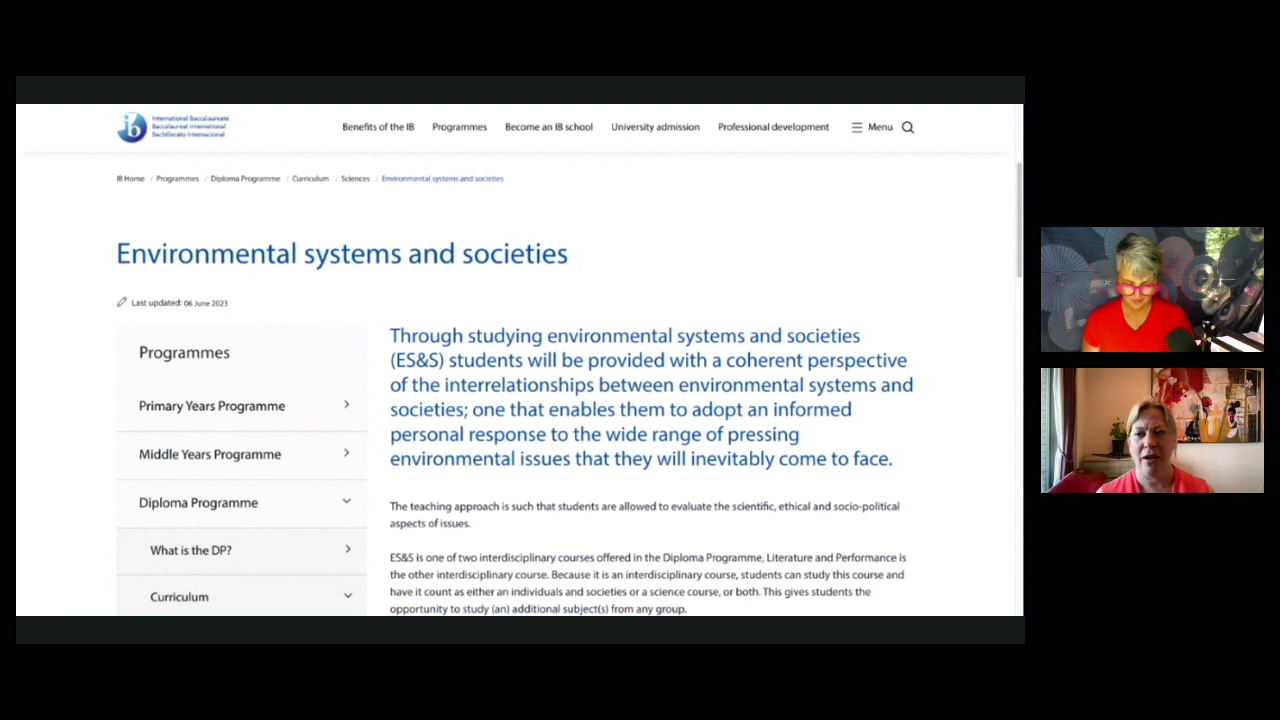 International Baccalaureate
Baccalauréat International
Bachillerato Internacional
Benefits of the IB
Programmes
Become an IB school
University admission
Professional development
Menu
IB Home / Programmes / Diploma Programme / Curriculum / Sciences / Environmental systems and societies
Environmental systems and societies
Last updated: 06 June 2023
Programmes
Primary Years Programme
Middle Years Programme
Diploma Programme
What is the DP?
Curriculum
Through studying environmental systems and societies
(ES&S) students will be provided with a coherent perspective
of the interrelationships between environmental systems and
societies; one that enables them to adopt an informed
personal response to the wide range of pressing
environmental issues that they will inevitably come to face.
The teaching approach is such that students are allowed to evaluate the scientific, ethical and socio-political
aspects of issues.
ES&S is one of two interdisciplinary courses offered in the Diploma Programme, Literature and Performance is
the other interdisciplinary course. Because it is an interdisciplinary course, students can study this course and
have it count as either an individuals and societies or a science course, or both. This gives students the
opportunity to study (an) additional subject(s) from any group.